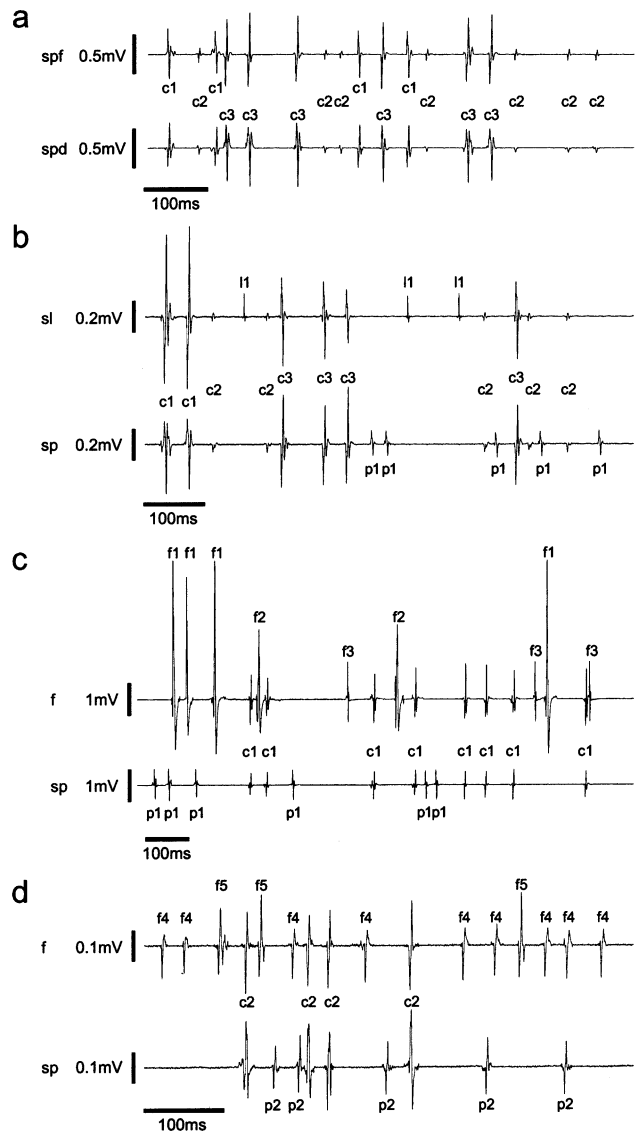 a
spf 0.5mV
c1 c1 c1 c1
c2 c2 c2 c2 c2 c2 c2
c3 c3 c3 c3 c3 c3
spd 0.5mV
100ms
b
l1 l1 l1
sl 0.2mV
c3 c3 c3 c3
c1 c1 c2 c2 c2 c2 c2
sp 0.2mV
p1 p1 p1 p1 p1
100ms
c
f1 f1 f1 f1
f2 f2
f3 f3 f3
f 1mV
c1 c1 c1 c1 c1 c1 c1 c1
sp 1mV
p1 p1 p1 p1 p1 p1
100ms
d
f4 f4 f5 f5 f4 f4 f4 f4 f5 f4 f4 f4
f 0.1mV
c2 c2 c2 c2
sp 0.1mV
p2 p2 p2 p2 p2
100ms